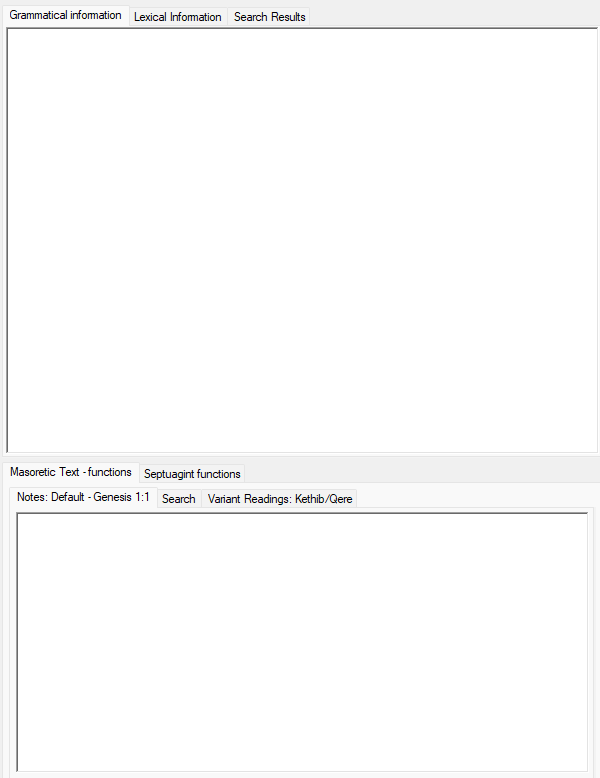 Grammatical information Lexical Information Search Results
Masoretic Text - functions Septuagint functions
Notes: Default - Genesis 1:1 Search Variant Readings: Kethib/Qere